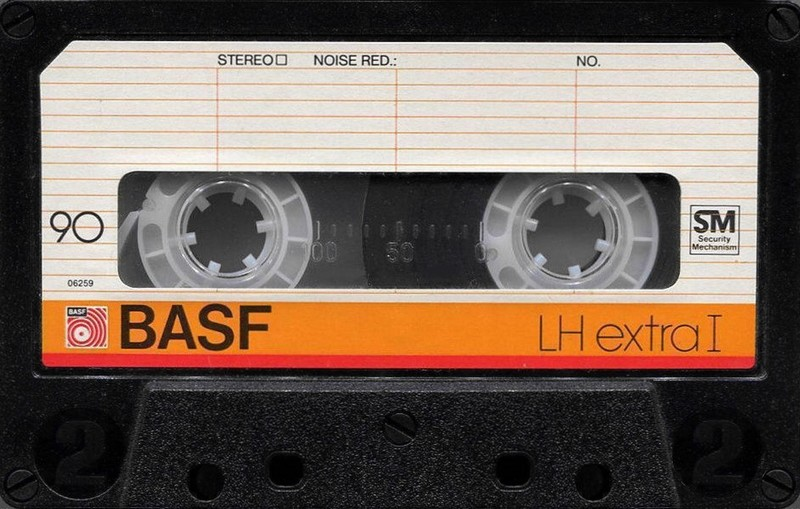 STEREO☐ NOISE RED.: NO.
90
100 50 0
SM
Security
Mechanism
06259
BASF
BASF LH extra I
2 2